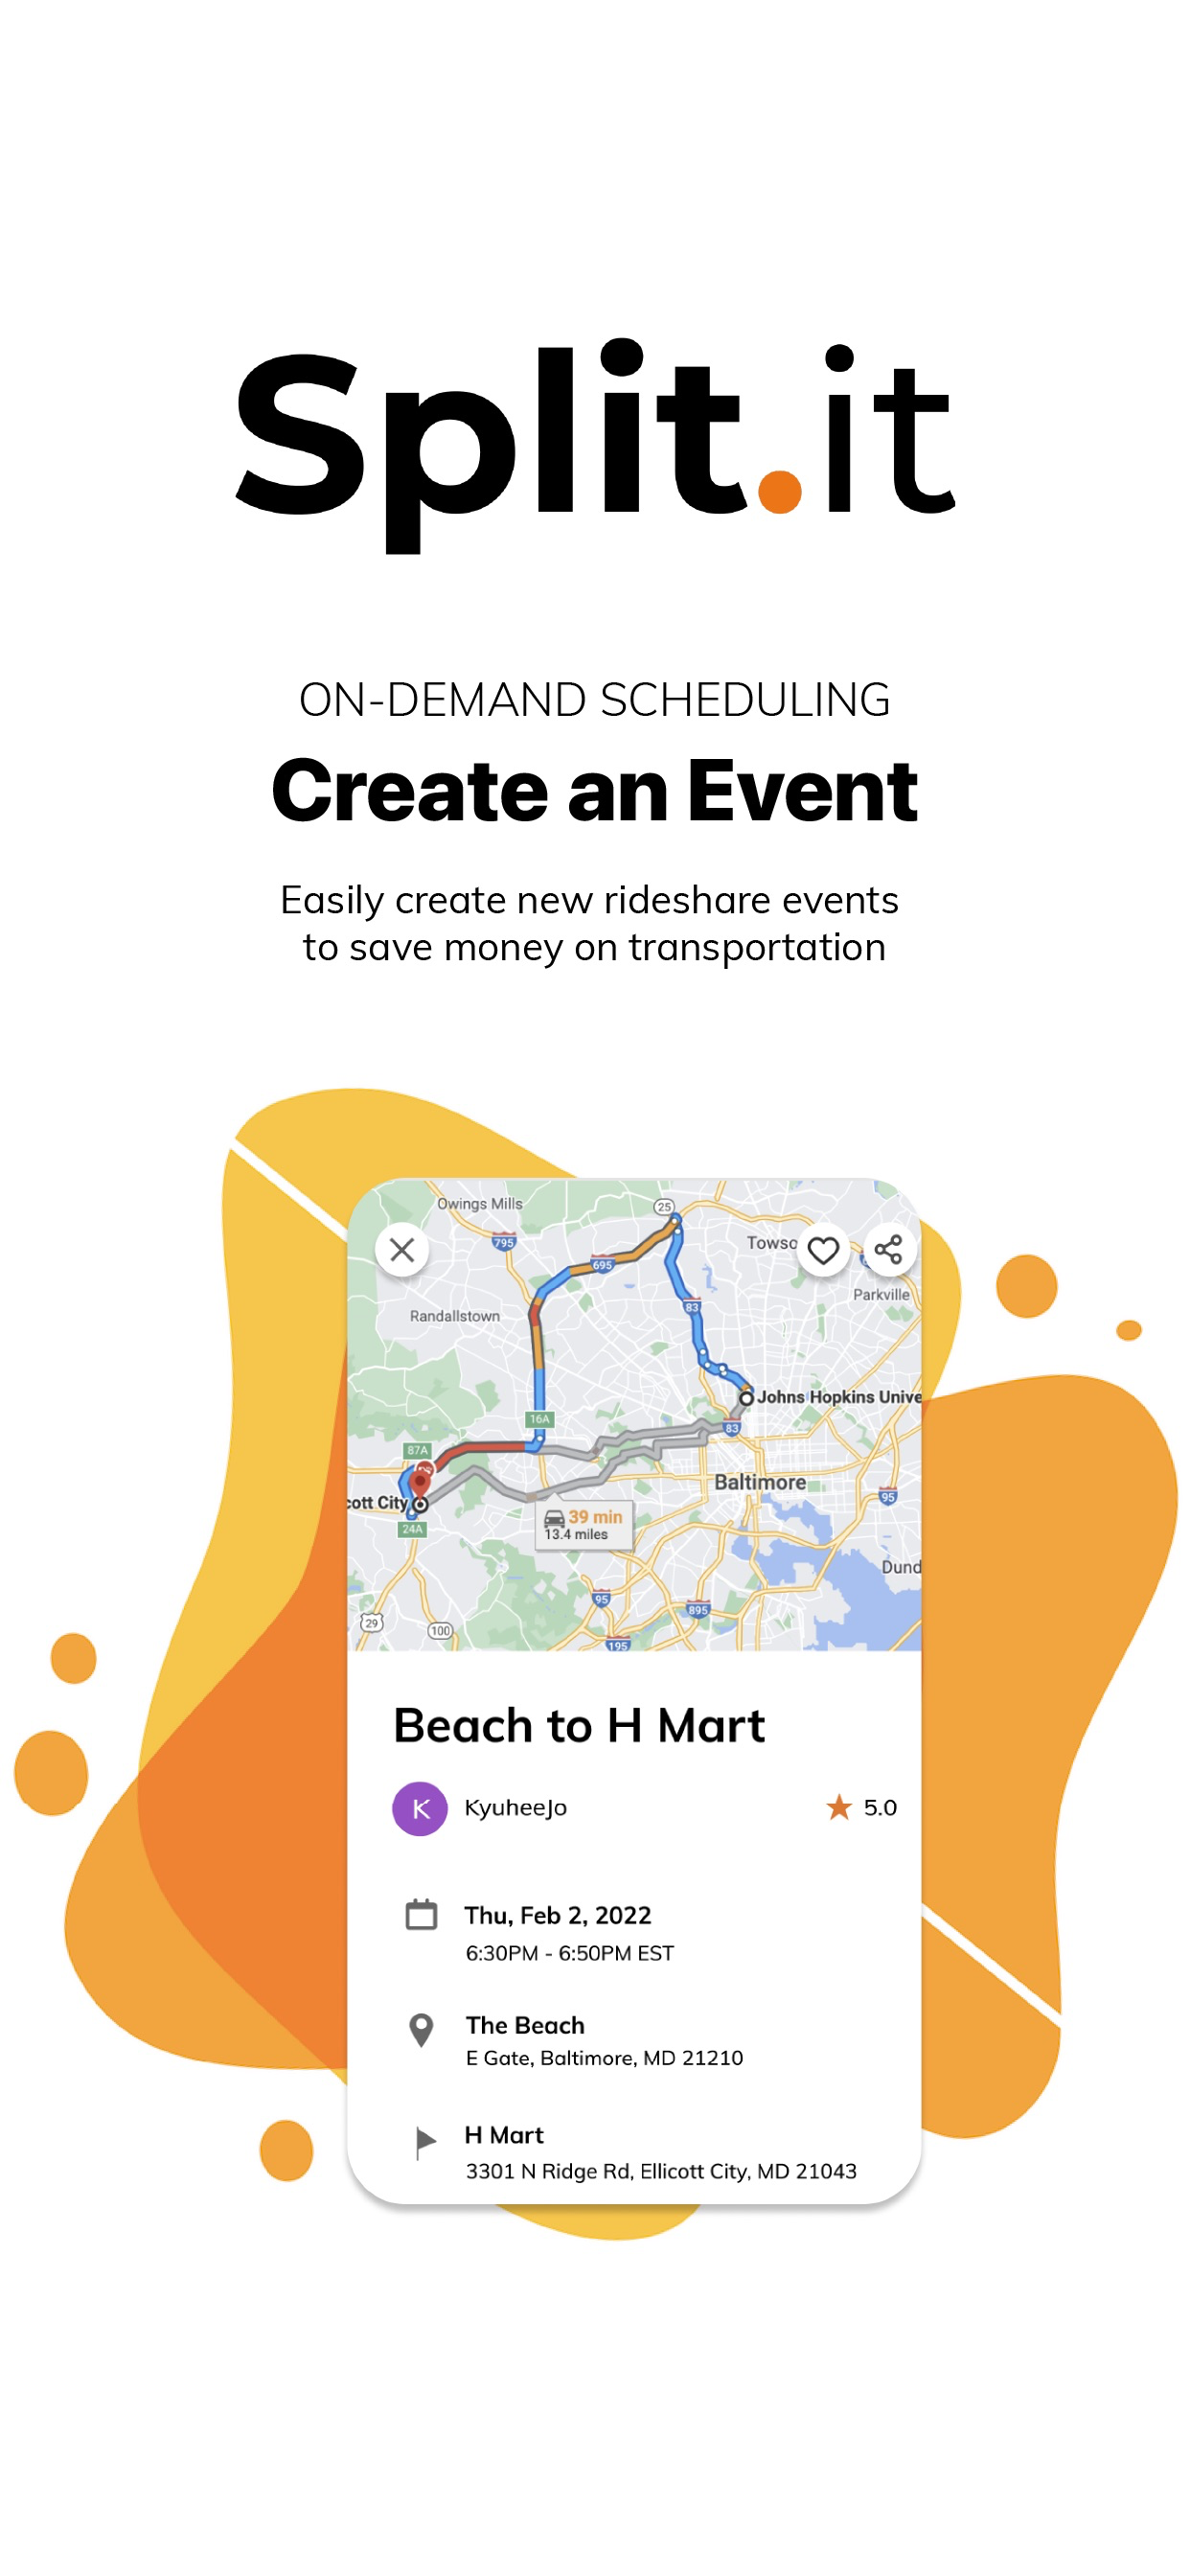 Split.it
ON-DEMAND SCHEDULING
Create an Event
Easily create new rideshare events
to save money on transportation
Owings Mills
25
795
Towso
695
Parkville
Randallstown
83
Johns Hopkins Unive
16A
83
87A
Baltimore
95
cott City
39 min
13.4 miles
24A
Dund
95
895
29
100
195
Beach to H Mart
K
KyuheeJo
5.0
Thu, Feb 2, 2022
6:30PM - 6:50PM EST
The Beach
E Gate, Baltimore, MD 21210
H Mart
3301 N Ridge Rd, Ellicott City, MD 21043